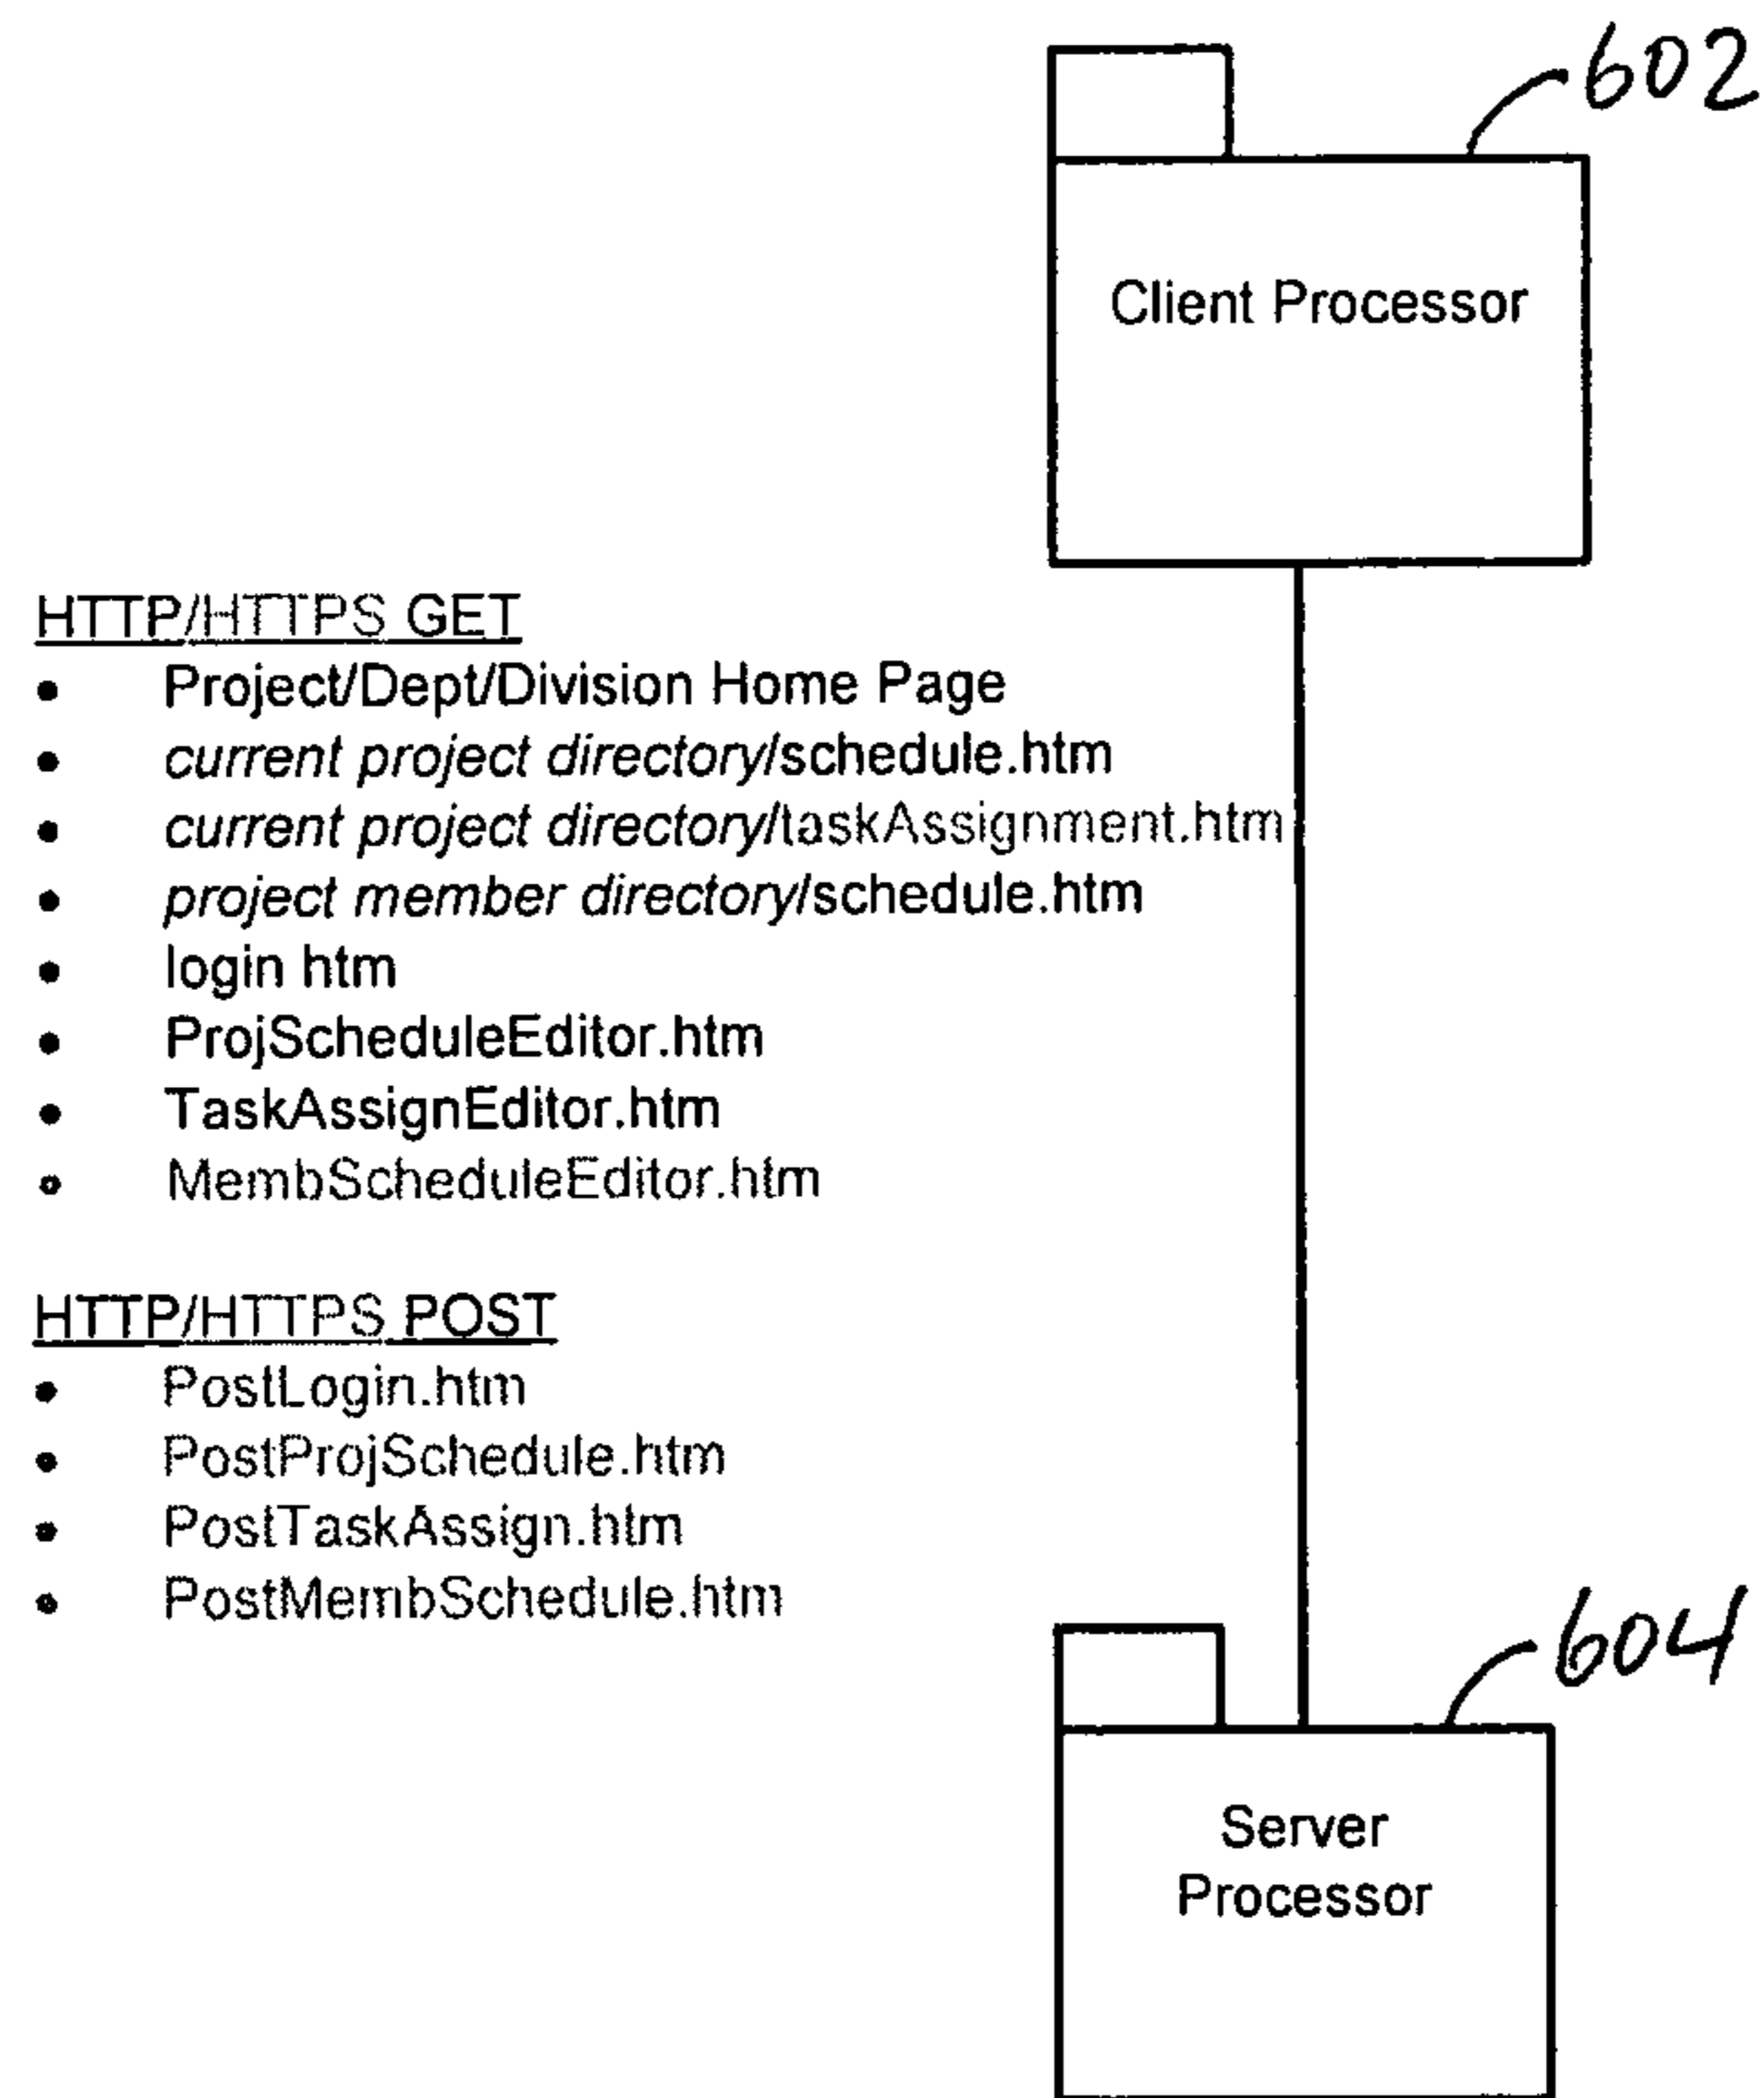 602
Client Processor
HTTP/HTTPS GET
• Project/Dept/Division Home Page
• current project directory/schedule.htm
• current project directory/taskAssignment.htm
• project member directory/schedule.htm
• login htm
• ProjScheduleEditor.htm
• TaskAssignEditor.htm
• MembScheduleEditor.htm
HTTP/HTTPS POST
• PostLogin.htm
• PostProjSchedule.htm
• PostTaskAssign.htm
• PostMembSchedule.htm
604
Server
Processor